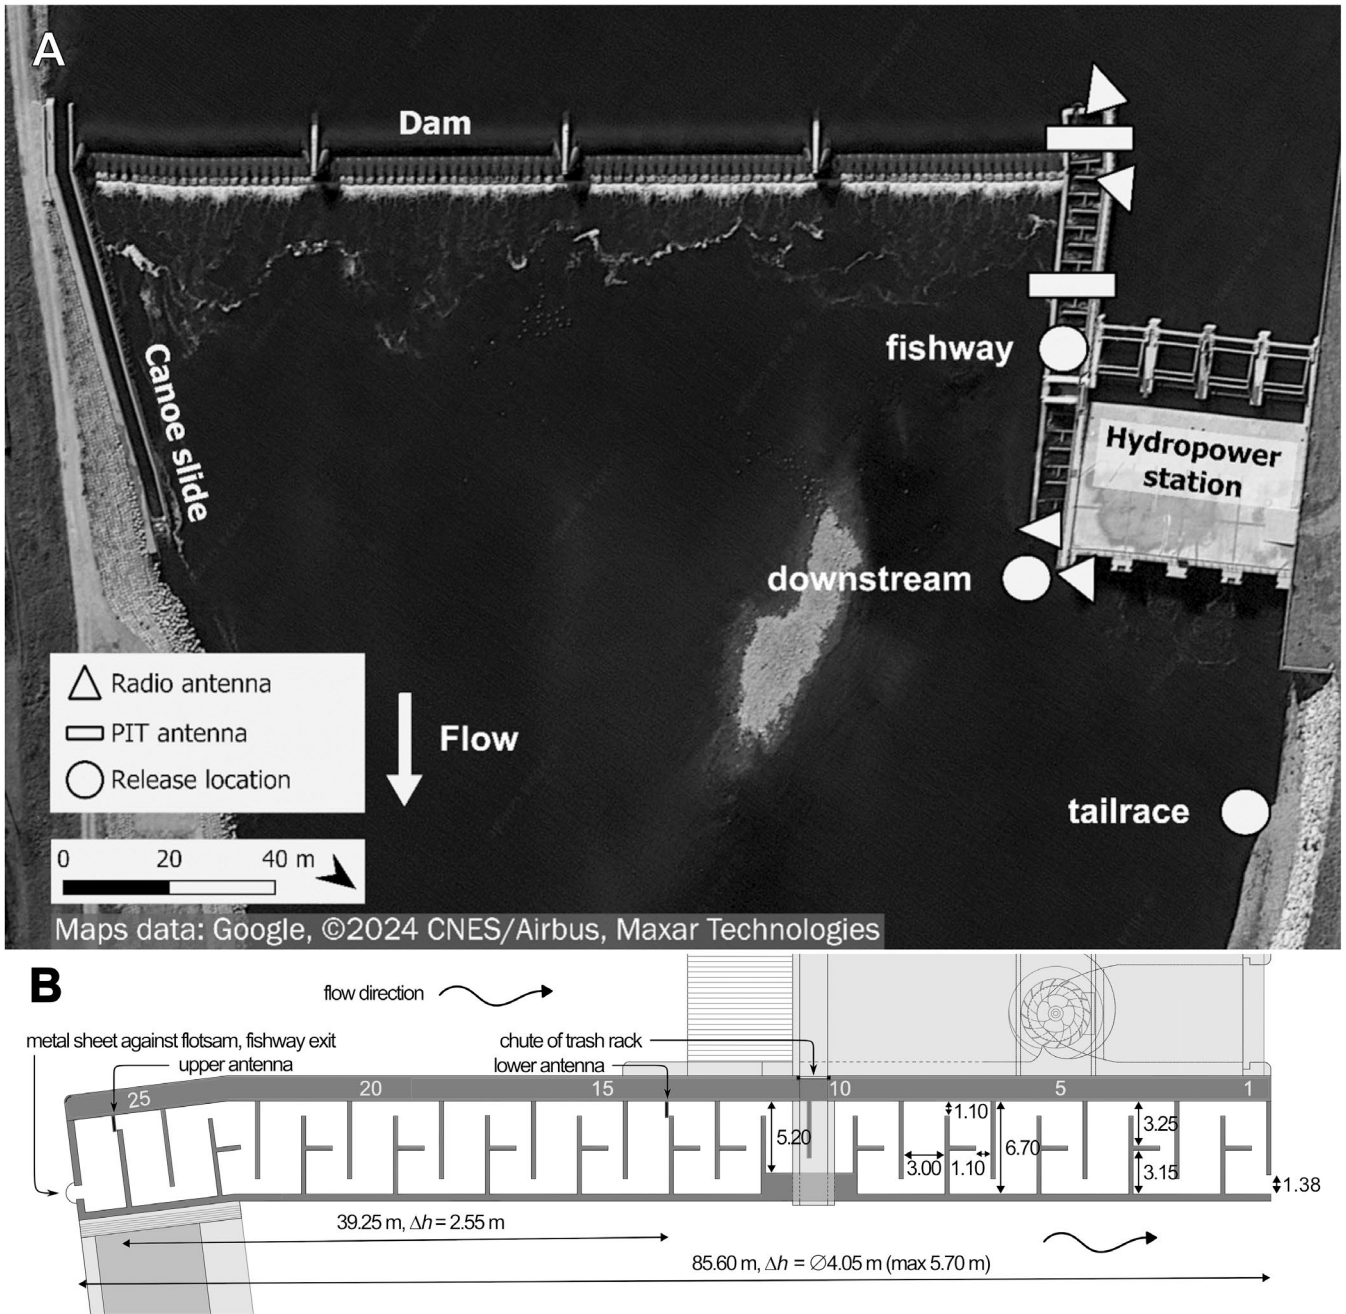 A
Dam
fishway
Canoe slide
Hydropower
station
downstream
Radio antenna
PIT antenna
Release location
Flow
tailrace
0 20 40 m
Maps data: Google, ©2024 CNES/Airbus, Maxar Technologies
B
flow direction
metal sheet against flotsam, fishway exit
chute of trash rack
upper antenna
lower antenna
25 20 15 10 5 1
1.10
5.20
3.25
6.70
3.00
1.10
3.15
1.38
39.25 m, Δh = 2.55 m
85.60 m, Δh = ∅4.05 m (max 5.70 m)